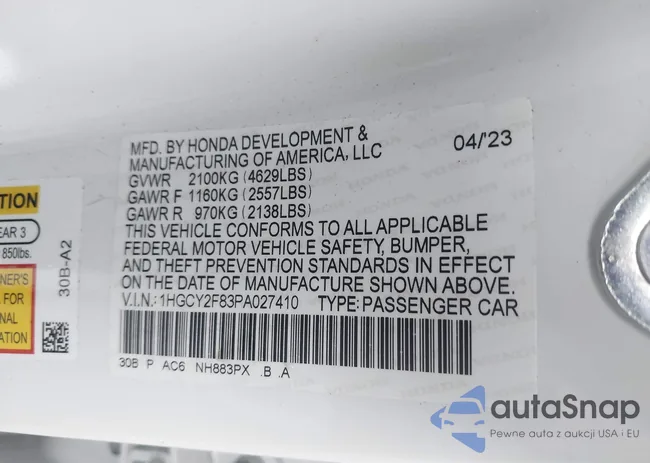 MFD. BY HONDA DEVELOPMENT &
MANUFACTURING OF AMERICA, LLC
04/'23
GVWR 2100KG (4629LBS)
GAWR F 1160KG (2557LBS)
GAWR R 970KG (2138LBS)
THIS VEHICLE CONFORMS TO ALL APPLICABLE
FEDERAL MOTOR VEHICLE SAFETY, BUMPER,
AND THEFT PREVENTION STANDARDS IN EFFECT
ON THE DATE OF MANUFACTURE SHOWN ABOVE.
V.I.N.: 1HGCY2F83PA027410 TYPE: PASSENGER CAR
30B P AC6 NH883PX .B .A
30B-A2
TION
EAR 3
850lbs.
NER'S
FOR
NAL
ATION
autaSnap
Pewne auta z aukcji USA i EU